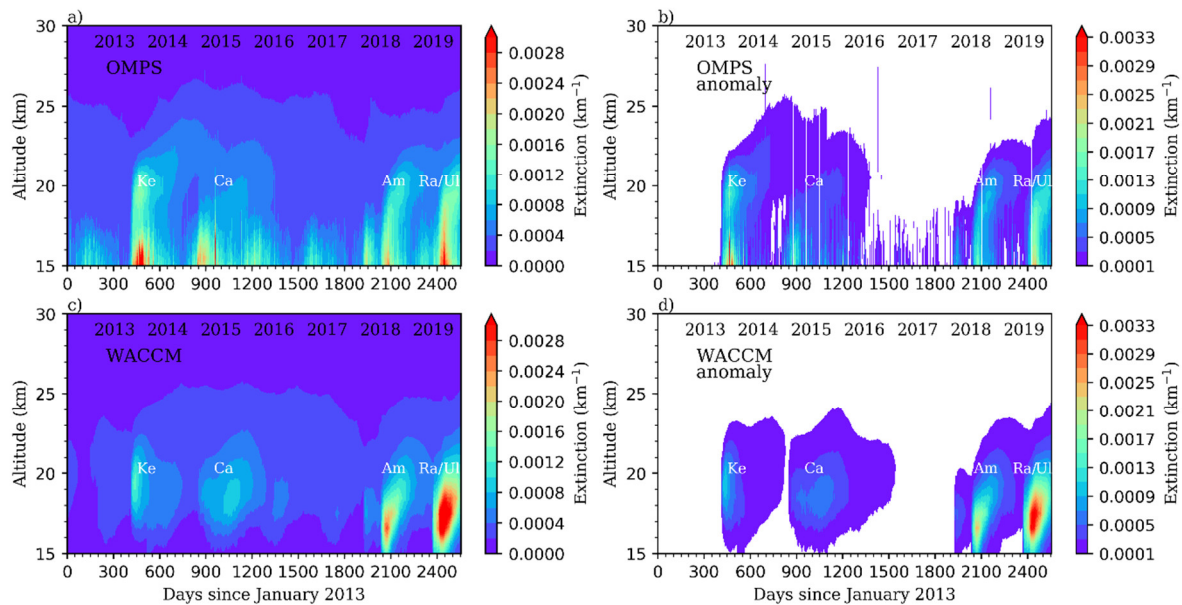 a)
30
25
20
15
Altitude (km)
2013 2014 2015 2016 2017 2018 2019
OMPS
Ke Ca Am Ra/Ul
0 300 600 900 1200 1500 1800 2100 2400
0.0028
0.0024
0.0020
0.0016
0.0012
0.0008
0.0004
0.0000
Extinction (km⁻¹)
b)
30
25
20
15
Altitude (km)
2013 2014 2015 2016 2017 2018 2019
OMPS
anomaly
Ke Ca Am Ra/Ul
0 300 600 900 1200 1500 1800 2100 2400
0.0033
0.0029
0.0025
0.0021
0.0017
0.0013
0.0009
0.0005
0.0001
Extinction (km⁻¹)
c)
30
25
20
15
Altitude (km)
2013 2014 2015 2016 2017 2018 2019
WACCM
Ke Ca Am Ra/Ul
0 300 600 900 1200 1500 1800 2100 2400
Days since January 2013
0.0028
0.0024
0.0020
0.0016
0.0012
0.0008
0.0004
0.0000
Extinction (km⁻¹)
d)
30
25
20
15
Altitude (km)
2013 2014 2015 2016 2017 2018 2019
WACCM
anomaly
Ke Ca Am Ra/Ul
0 300 600 900 1200 1500 1800 2100 2400
Days since January 2013
0.0033
0.0029
0.0025
0.0021
0.0017
0.0013
0.0009
0.0005
0.0001
Extinction (km⁻¹)